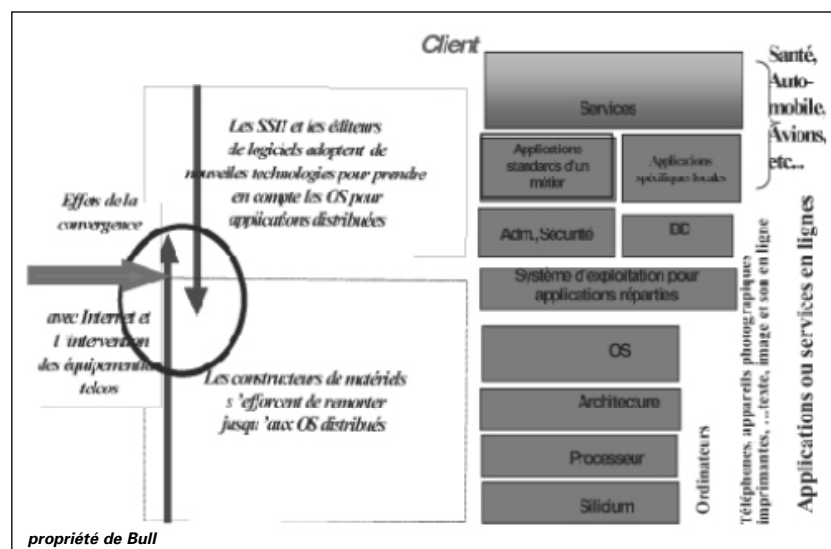 Client
Les SSII et les éditeurs
de logiciels adoptent de
nouvelles technologies pour prendre
en compte les OS pour
applications distribuées
Effets de la
convergence
avec Internet et
l'intervention
des équipementiers
telcos
Les constructeurs de matériels
s'efforcent de remonter
jusqu'aux OS distribués
Services
Applications
standards d'un
métier
Applications
spécifiques locales
Adm., Sécurité
BD
Système d'exploitation pour
applications réparties
OS
Architecture
Processeur
Silicium
Santé,
Auto-
mobile,
Avions,
etc...
Ordinateurs
Téléphones, appareils photographiques
imprimantes, ...texte, image et son en ligne
Applications ou services en lignes
propriété de Bull